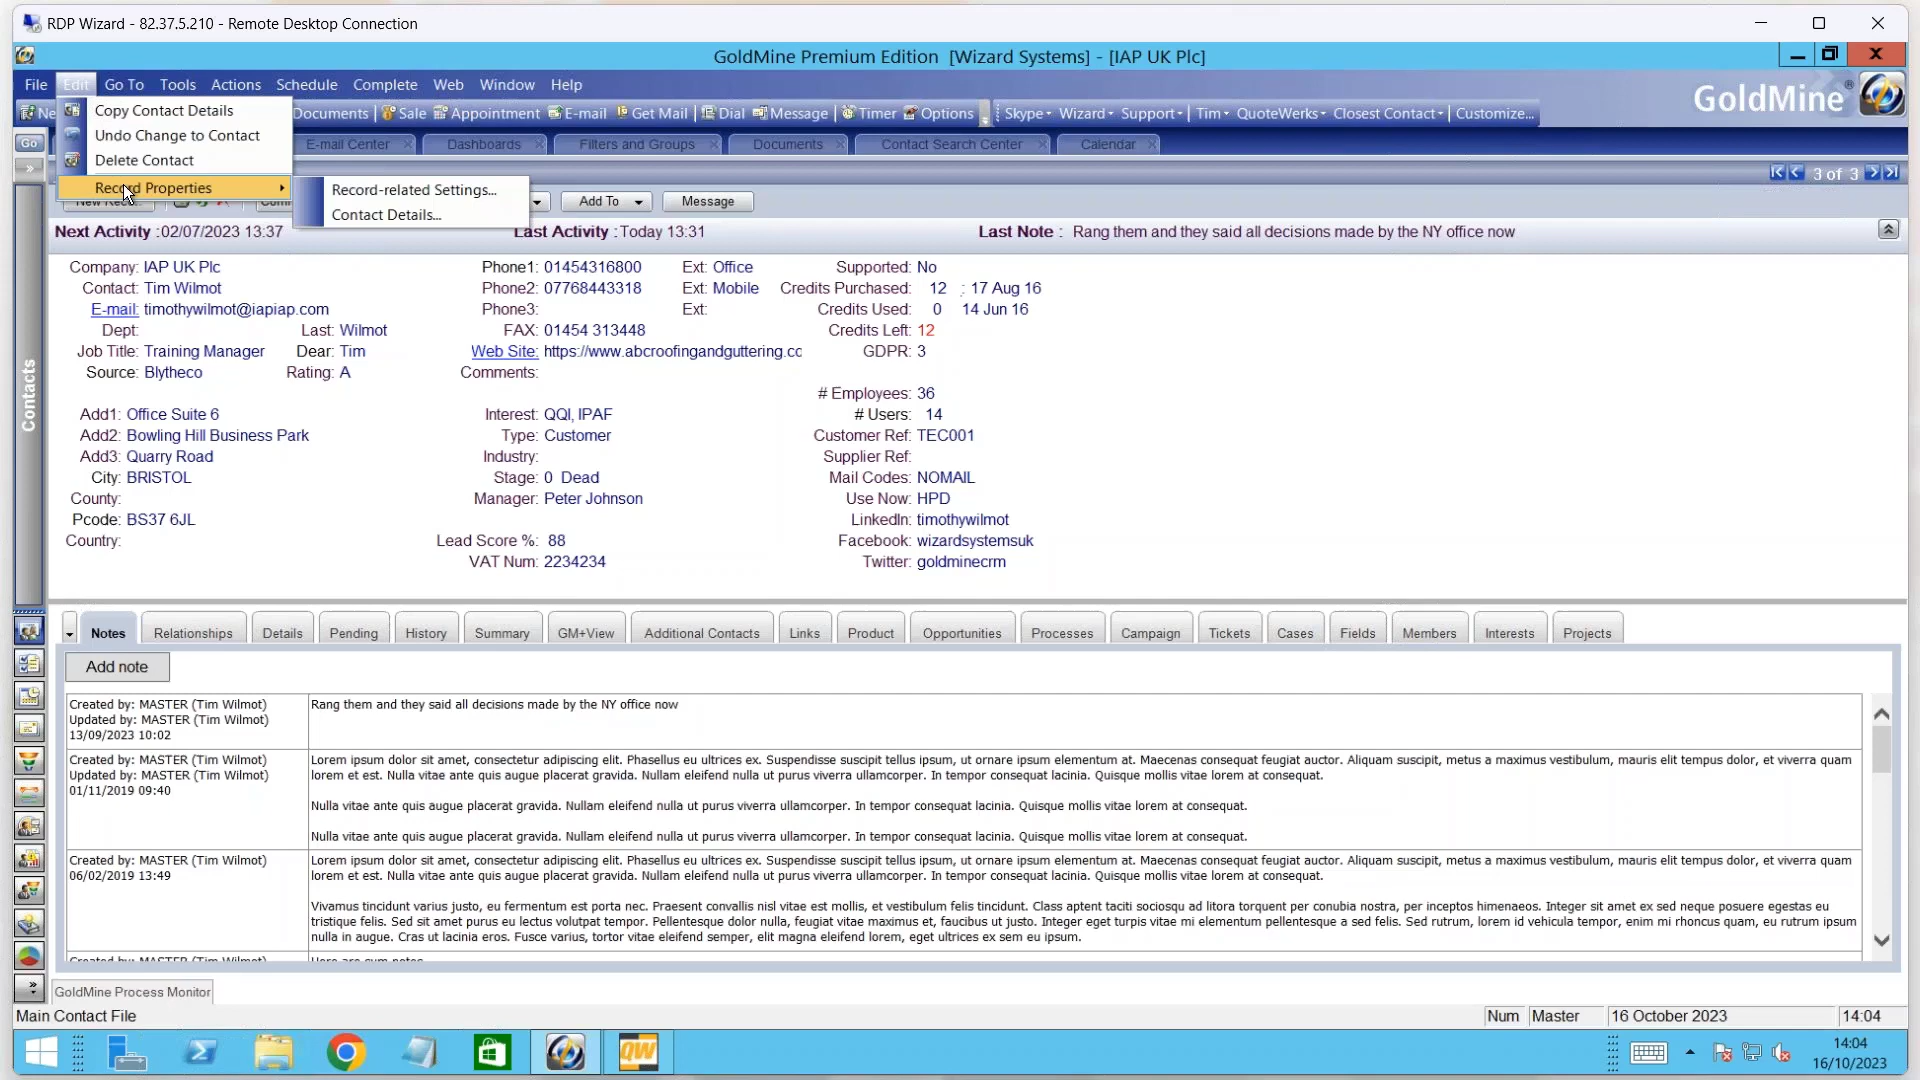 RDP Wizard - 82.37.5.210 - Remote Desktop Connection
GoldMine Premium Edition [Wizard Systems] - [IAP UK Plc]
File Edit Go To Tools Actions Schedule Complete Web Window Help
GoldMine
Copy Contact Details
Undo Change to Contact
Delete Contact
Record Properties
Record-related Settings...
Contact Details...
Documents Sale Appointment E-mail Get Mail Dial Message Timer Options Skype Wizard Support Tim QuoteWerks Closest Contact Customize...
Go
E-mail Center Dashboards Filters and Groups Documents Contact Search Center Calendar
3 of 3
Add To Message
Next Activity :02/07/2023 13:37 Last Activity :Today 13:31 Last Note : Rang them and they said all decisions made by the NY office now
Company: IAP UK Plc Phone1: 01454316800 Ext: Office Supported: No
Contact: Tim Wilmot Phone2: 07768443318 Ext: Mobile Credits Purchased: 12 : 17 Aug 16
E-mail: timothywilmot@iapiap.com Phone3: Ext: Credits Used: 0 14 Jun 16
Dept: Last: Wilmot FAX: 01454 313448 Credits Left: 12
Job Title: Training Manager Dear: Tim Web Site: https://www.abcroofingandguttering.cc GDPR: 3
Source: Blytheco Rating: A Comments:
# Employees: 36
Add1: Office Suite 6 Interest: QQI, IPAF # Users: 14
Add2: Bowling Hill Business Park Type: Customer Customer Ref: TEC001
Add3: Quarry Road Industry: Supplier Ref:
City: BRISTOL Stage: 0 Dead Mail Codes: NOMAIL
County: Manager: Peter Johnson Use Now: HPD
Pcode: BS37 6JL LinkedIn: timothywilmot
Country: Lead Score %: 88 Facebook: wizardsystemsuk
VAT Num: 2234234 Twitter: goldminecrm
Contacts
Notes Relationships Details Pending History Summary GM+View Additional Contacts Links Product Opportunities Processes Campaign Tickets Cases Fields Members Interests Projects
Add note
Created by: MASTER (Tim Wilmot)
Updated by: MASTER (Tim Wilmot)
13/09/2023 10:02
Rang them and they said all decisions made by the NY office now
Created by: MASTER (Tim Wilmot)
Updated by: MASTER (Tim Wilmot)
01/11/2019 09:40
Lorem ipsum dolor sit amet, consectetur adipiscing elit. Phasellus eu ultrices ex. Suspendisse suscipit tellus ipsum, ut ornare ipsum elementum at. Maecenas consequat feugiat auctor. Aliquam suscipit, metus a maximus vestibulum, mauris elit tempus dolor, et viverra quam
lorem et est. Nulla vitae ante quis augue placerat gravida. Nullam eleifend nulla ut purus viverra ullamcorper. In tempor consequat lacinia. Quisque mollis vitae lorem at consequat.
Nulla vitae ante quis augue placerat gravida. Nullam eleifend nulla ut purus viverra ullamcorper. In tempor consequat lacinia. Quisque mollis vitae lorem at consequat.
Nulla vitae ante quis augue placerat gravida. Nullam eleifend nulla ut purus viverra ullamcorper. In tempor consequat lacinia. Quisque mollis vitae lorem at consequat.
Created by: MASTER (Tim Wilmot)
06/02/2019 13:49
Lorem ipsum dolor sit amet, consectetur adipiscing elit. Phasellus eu ultrices ex. Suspendisse suscipit tellus ipsum, ut ornare ipsum elementum at. Maecenas consequat feugiat auctor. Aliquam suscipit, metus a maximus vestibulum, mauris elit tempus dolor, et viverra quam
lorem et est. Nulla vitae ante quis augue placerat gravida. Nullam eleifend nulla ut purus viverra ullamcorper. In tempor consequat lacinia. Quisque mollis vitae lorem at consequat.
Vivamus tincidunt varius justo, eu fermentum est porta nec. Praesent convallis nisl vitae est mollis, et vestibulum felis tincidunt. Class aptent taciti sociosqu ad litora torquent per conubia nostra, per inceptos himenaeos. Integer sit amet ex sed neque posuere egestas eu
tristique felis. Sed sit amet purus eu lectus volutpat tempor. Pellentesque dolor nulla, feugiat vitae maximus et, faucibus ut justo. Integer eget turpis vitae mi elementum pellentesque a sed felis. Sed rutrum, lorem id vehicula tempor, enim mi rhoncus quam, eu rutrum ipsum
nulla in augue. Cras ut lacinia eros. Fusce varius, tortor vitae eleifend semper, elit magna eleifend lorem, eget ultrices ex sem eu ipsum.
Created by: MASTER (Tim Wilmot)
GoldMine Process Monitor
Main Contact File Num Master 16 October 2023 14:04
QW
14:04
16/10/2023